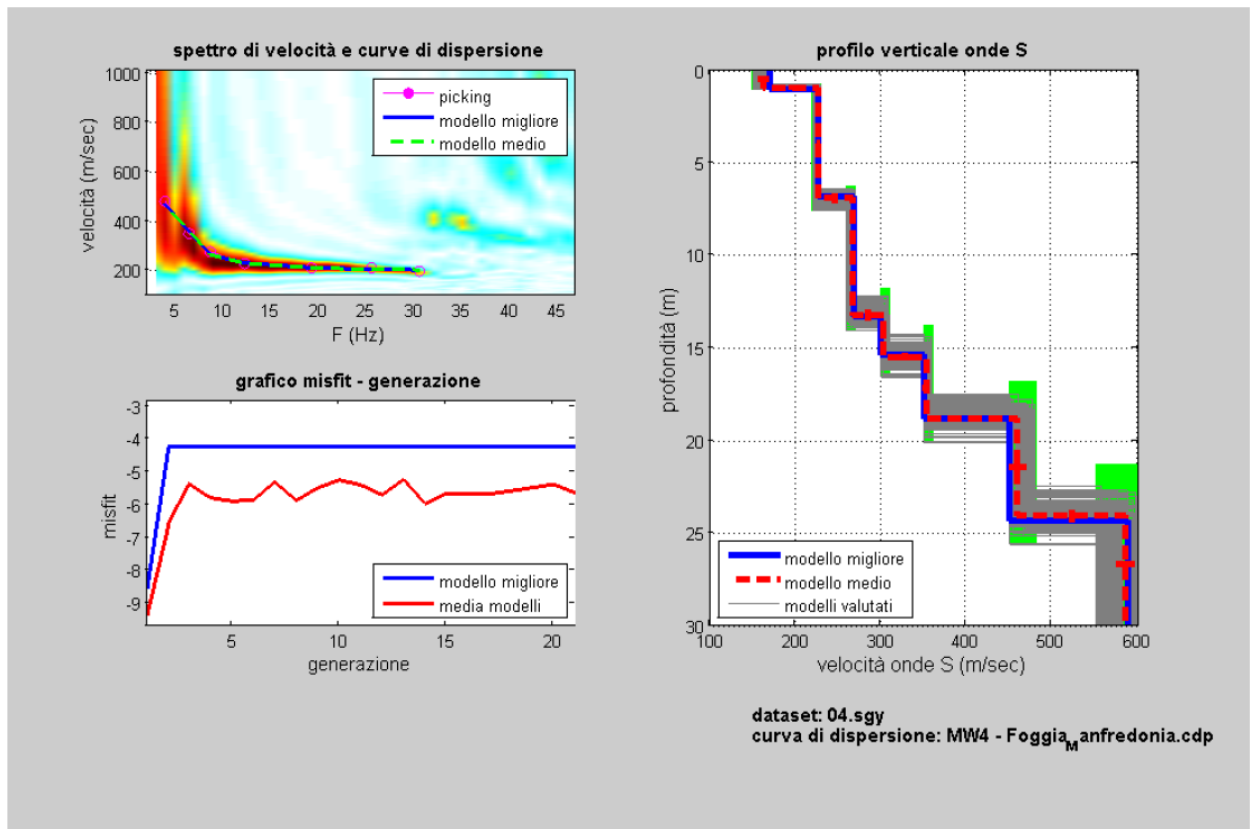 spettro di velocità e curve di dispersione
1000
800
600
400
200
velocità (m/sec)
picking
modello migliore
modello medio
5 10 15 20 25 30 35 40 45
F (Hz)
grafico misfit - generazione
-3
-4
-5
-6
-7
-8
-9
misfit
modello migliore
media modelli
5 10 15 20
generazione
profilo verticale onde S
0
5
10
15
20
25
30
profondità (m)
modello migliore
modello medio
modelli valutati
100 200 300 400 500 600
velocità onde S (m/sec)
dataset: 04.sgy
curva di dispersione: MW4 - Foggia_Manfredonia.cdp